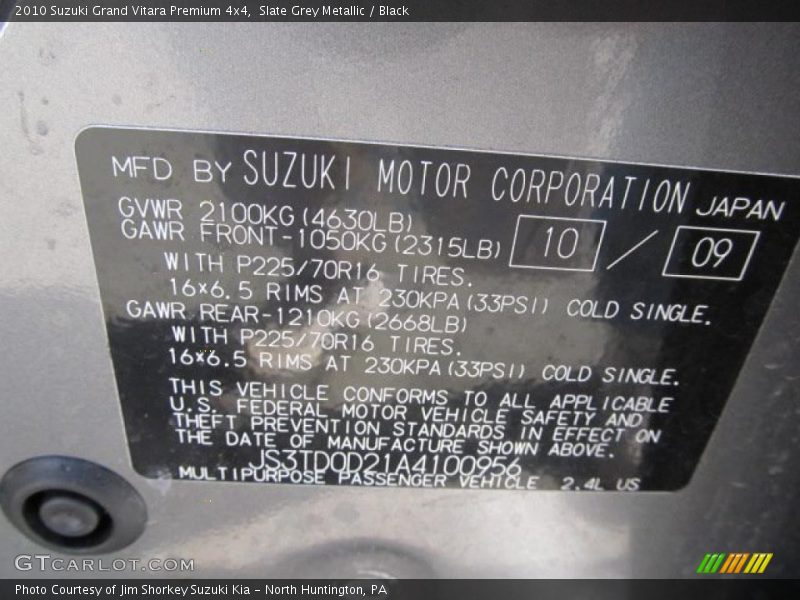 2010 Suzuki Grand Vitara Premium 4x4, Slate Grey Metallic / Black
MFD BY SUZUKI MOTOR CORPORATION JAPAN
GVWR 2100KG (4630LB)
GAWR FRONT-1050KG (2315LB) 10 / 09
WITH P225/70R16 TIRES.
16×6.5 RIMS AT 230KPA (33PSI) COLD SINGLE.
GAWR REAR-1210KG (2668LB)
WITH P225/70R16 TIRES.
16×6.5 RIMS AT 230KPA (33PSI) COLD SINGLE.
THIS VEHICLE CONFORMS TO ALL APPLICABLE
U.S. FEDERAL MOTOR VEHICLE SAFETY AND
THEFT PREVENTION STANDARDS IN EFFECT ON
THE DATE OF MANUFACTURE SHOWN ABOVE.
JS3TD0D21A4100956
MULTIPURPOSE PASSENGER VEHICLE 2.4L US
GTCARLOT.COM
Photo Courtesy of Jim Shorkey Suzuki Kia - North Huntington, PA